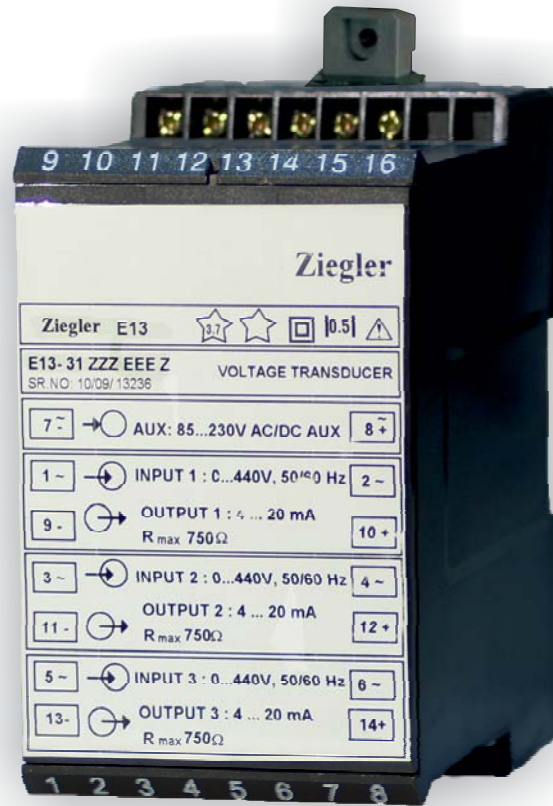 9 10 11 12 13 14 15 16
Ziegler
Ziegler E13 3.7 0.5
E13- 31 ZZZ EEE Z VOLTAGE TRANSDUCER
SR.NO: 10/09/ 13236
7 ~ - AUX: 85...230V AC/DC AUX 8 ~ +
1 ~ INPUT 1 : 0...440V, 50/60 Hz 2 ~
9 - OUTPUT 1 : 4 ... 20 mA 10 +
R max 750Ω
3 ~ INPUT 2 : 0...440V, 50/60 Hz 4 ~
11 - OUTPUT 2 : 4 ... 20 mA 12 +
R max 750Ω
5 ~ INPUT 3 : 0...440V, 50/60 Hz 6 ~
13- OUTPUT 3 : 4 ... 20 mA 14+
R max 750Ω
1 2 3 4 5 6 7 8